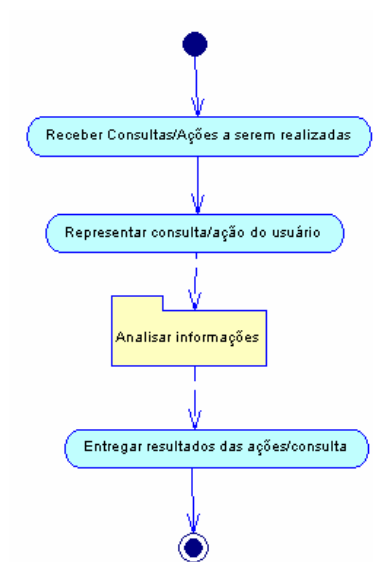 Receber Consultas/Ações a serem realizadas
Representar consulta/ação do usuário
Analisar informações
Entregar resultados das ações/consulta